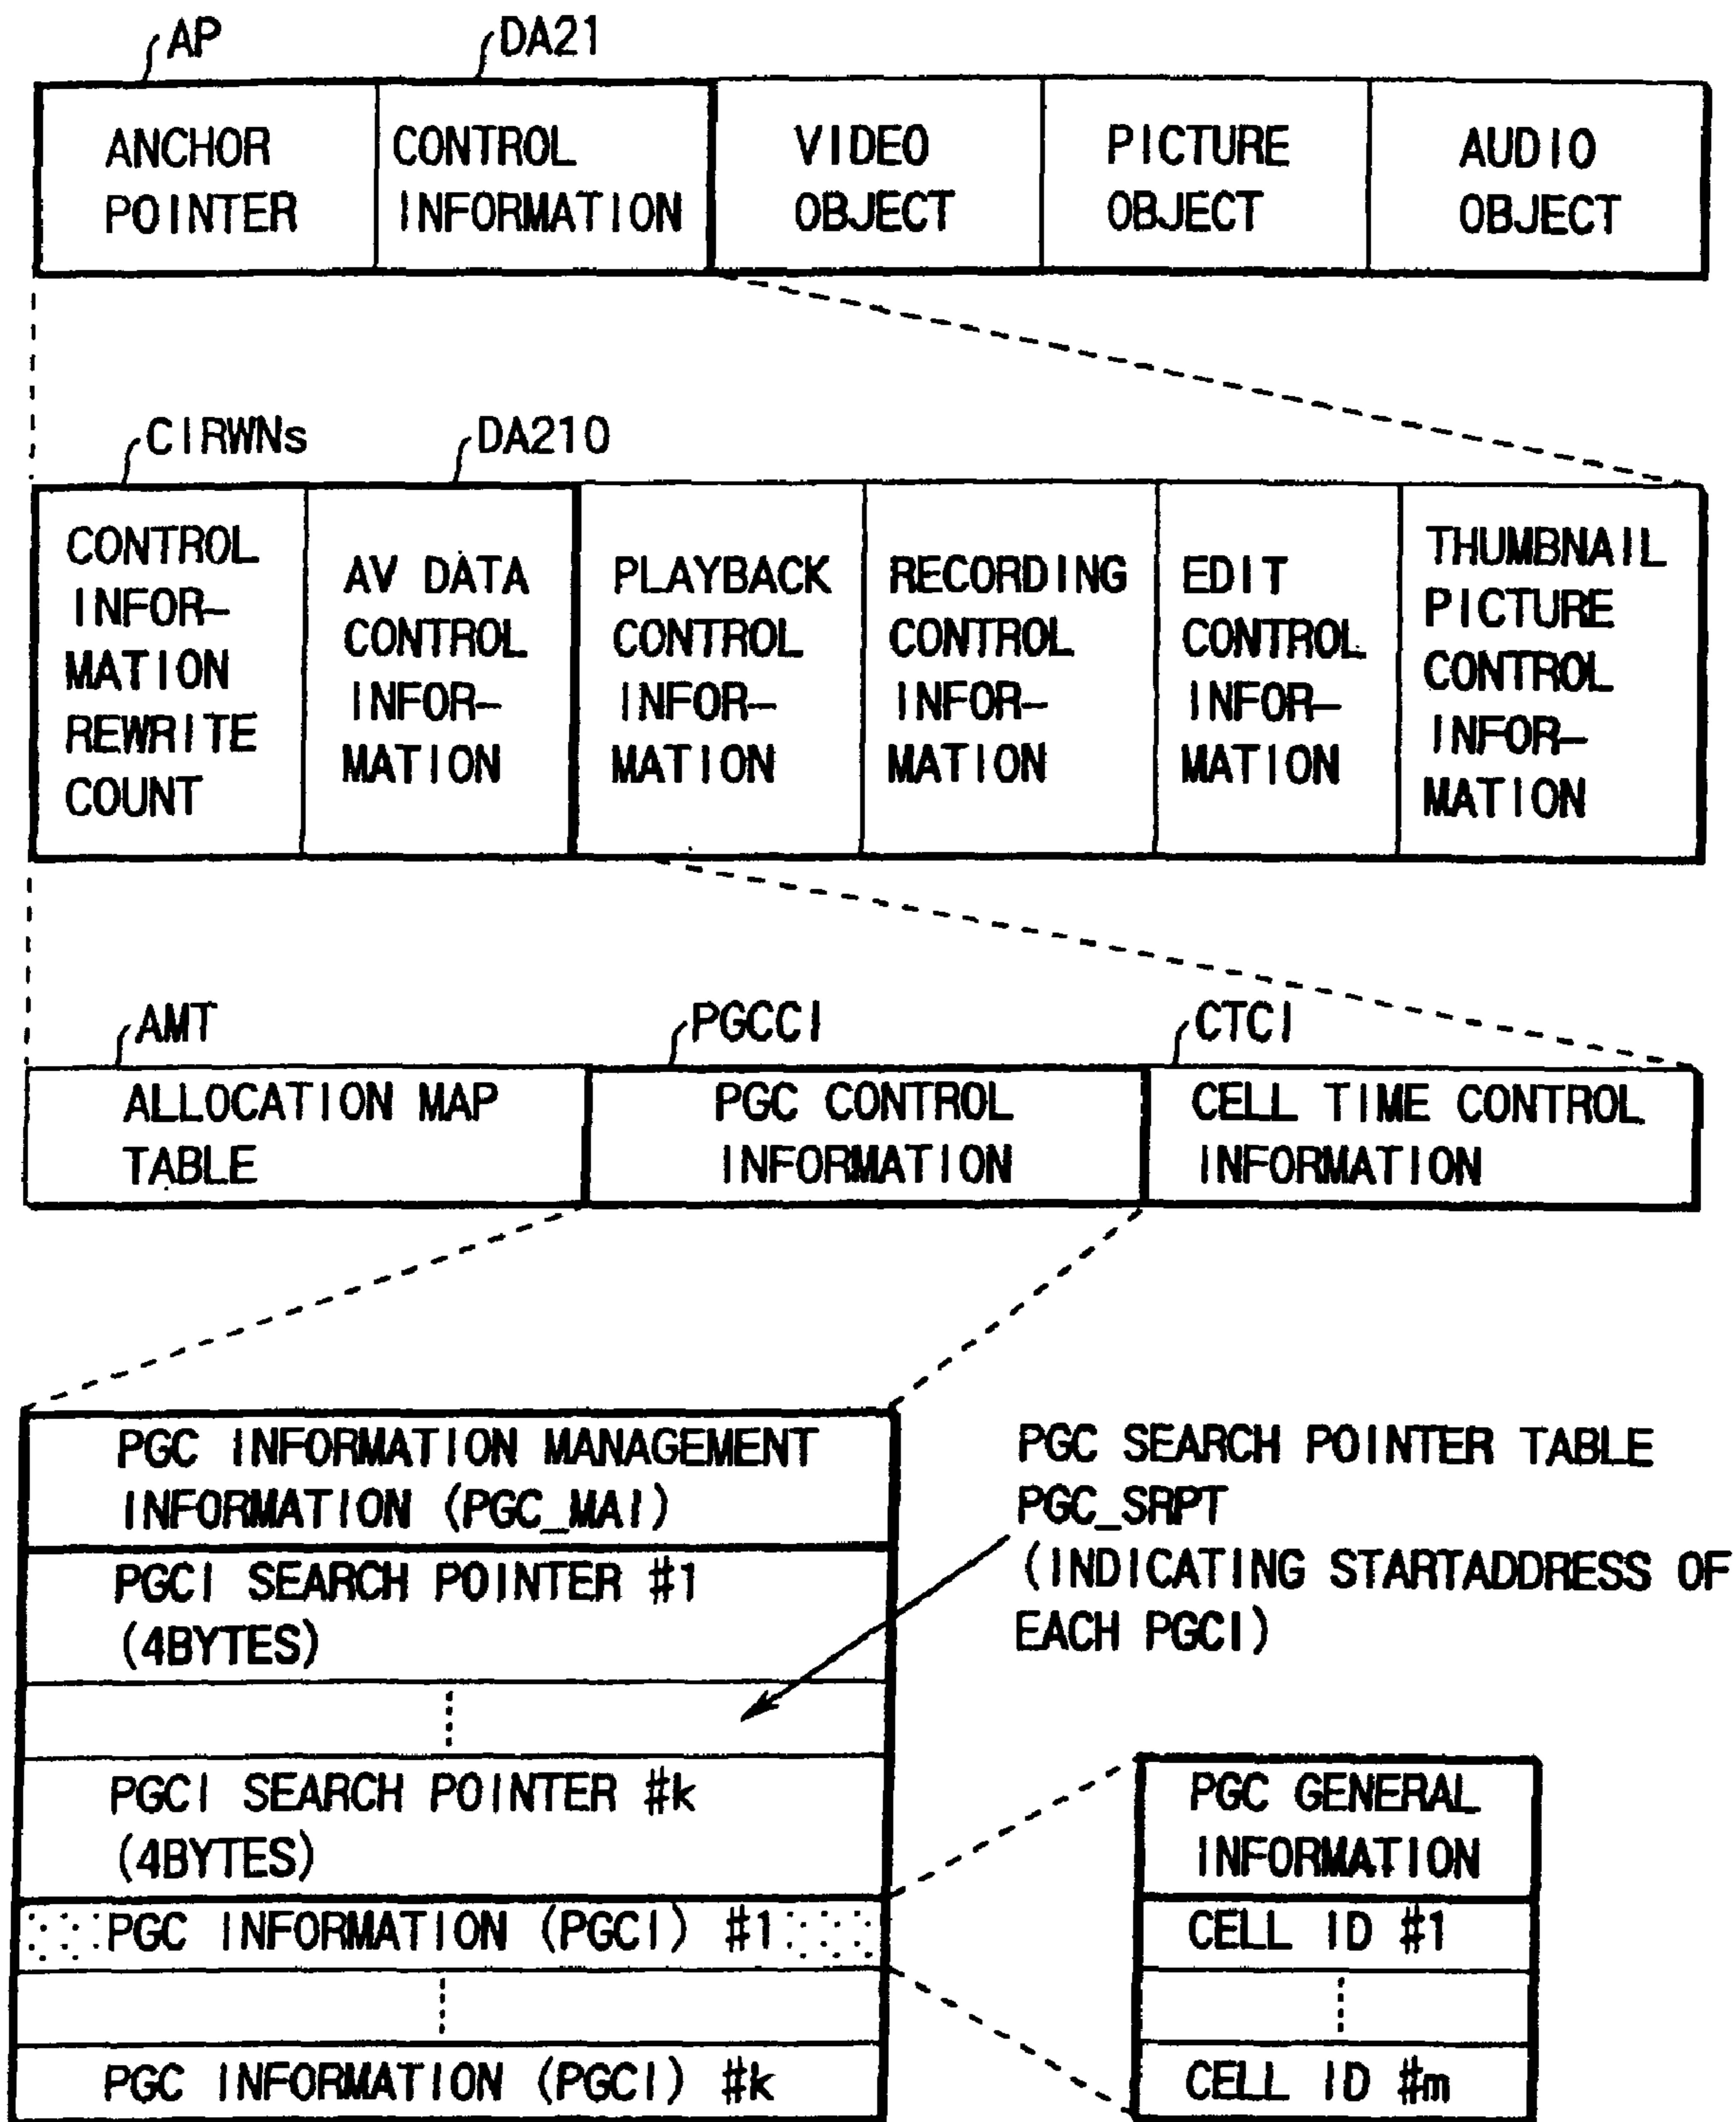 AP
DA21
ANCHOR
POINTER
CONTROL
INFORMATION
VIDEO
OBJECT
PICTURE
OBJECT
AUDIO
OBJECT
CIRWNs
DA210
CONTROL
INFOR-
MATION
REWRITE
COUNT
AV DATA
CONTROL
INFOR-
MATION
PLAYBACK
CONTROL
INFOR-
MATION
RECORDING
CONTROL
INFOR-
MATION
EDIT
CONTROL
INFOR-
MATION
THUMBNAIL
PICTURE
CONTROL
INFOR-
MATION
AMT
PGCCI
CTCI
ALLOCATION MAP
TABLE
PGC CONTROL
INFORMATION
CELL TIME CONTROL
INFORMATION
PGC INFORMATION MANAGEMENT
INFORMATION (PGC_MAI)
PGCI SEARCH POINTER #1
(4BYTES)
PGCI SEARCH POINTER #k
(4BYTES)
PGC INFORMATION (PGCI) #1
PGC INFORMATION (PGCI) #k
PGC SEARCH POINTER TABLE
PGC_SRPT
(INDICATING STARTADDRESS OF
EACH PGCI)
PGC GENERAL
INFORMATION
CELL ID #1
CELL ID #m